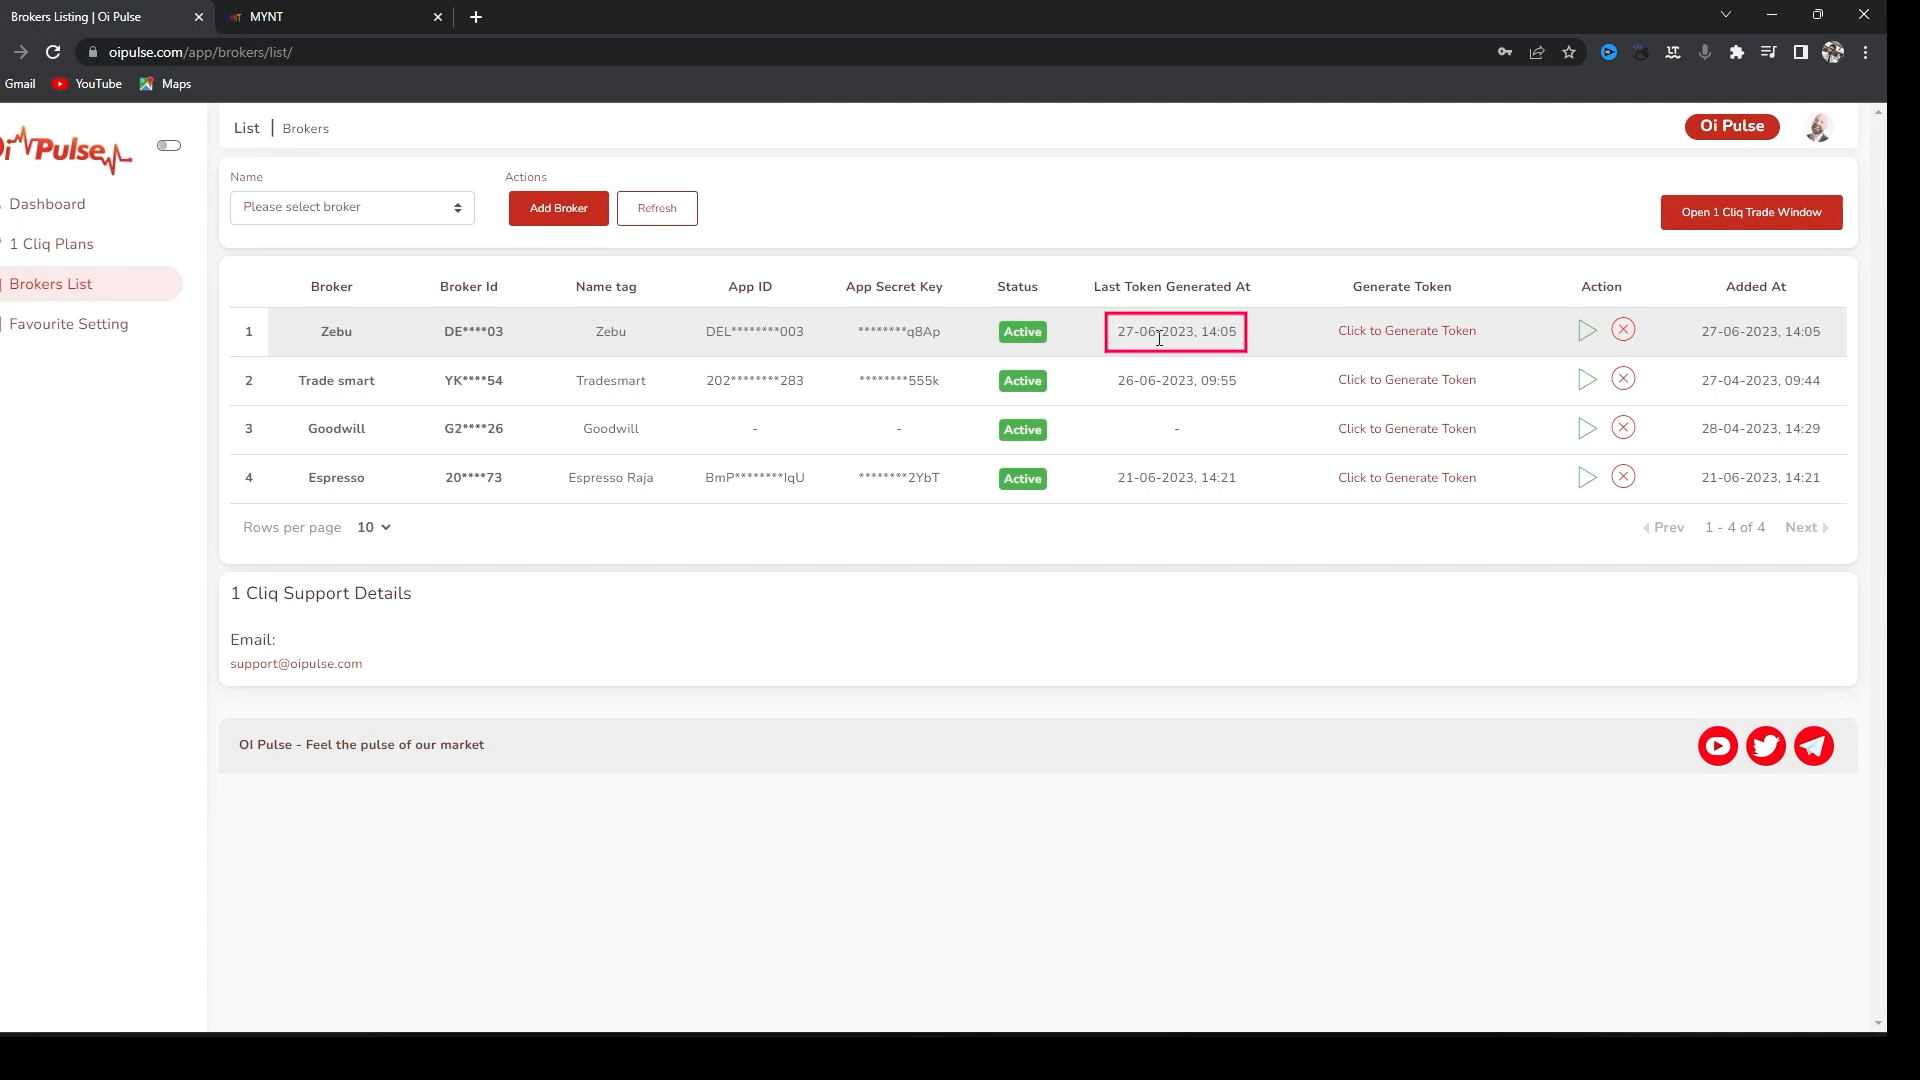 Brokers Listing | Oi Pulse
MYNT
oipulse.com/app/brokers/list/
Gmail YouTube Maps
Oi Pulse
List | Brokers
Oi Pulse
Dashboard
1 Cliq Plans
Brokers List
Favourite Setting
Name Actions
Please select broker Add Broker Refresh Open 1 Cliq Trade Window
Broker Broker Id Name tag App ID App Secret Key Status Last Token Generated At Generate Token Action Added At
1 Zebu DE****03 Zebu DEL********003 ********q8Ap Active 27-06-2023, 14:05 Click to Generate Token 27-06-2023, 14:05
2 Trade smart YK****54 Tradesmart 202********283 ********555k Active 26-06-2023, 09:55 Click to Generate Token 27-04-2023, 09:44
3 Goodwill G2****26 Goodwill - - Active - Click to Generate Token 28-04-2023, 14:29
4 Espresso 20****73 Espresso Raja BmP********lqU ********2YbT Active 21-06-2023, 14:21 Click to Generate Token 21-06-2023, 14:21
Rows per page 10 Prev 1 - 4 of 4 Next
1 Cliq Support Details
Email:
support@oipulse.com
OI Pulse - Feel the pulse of our market